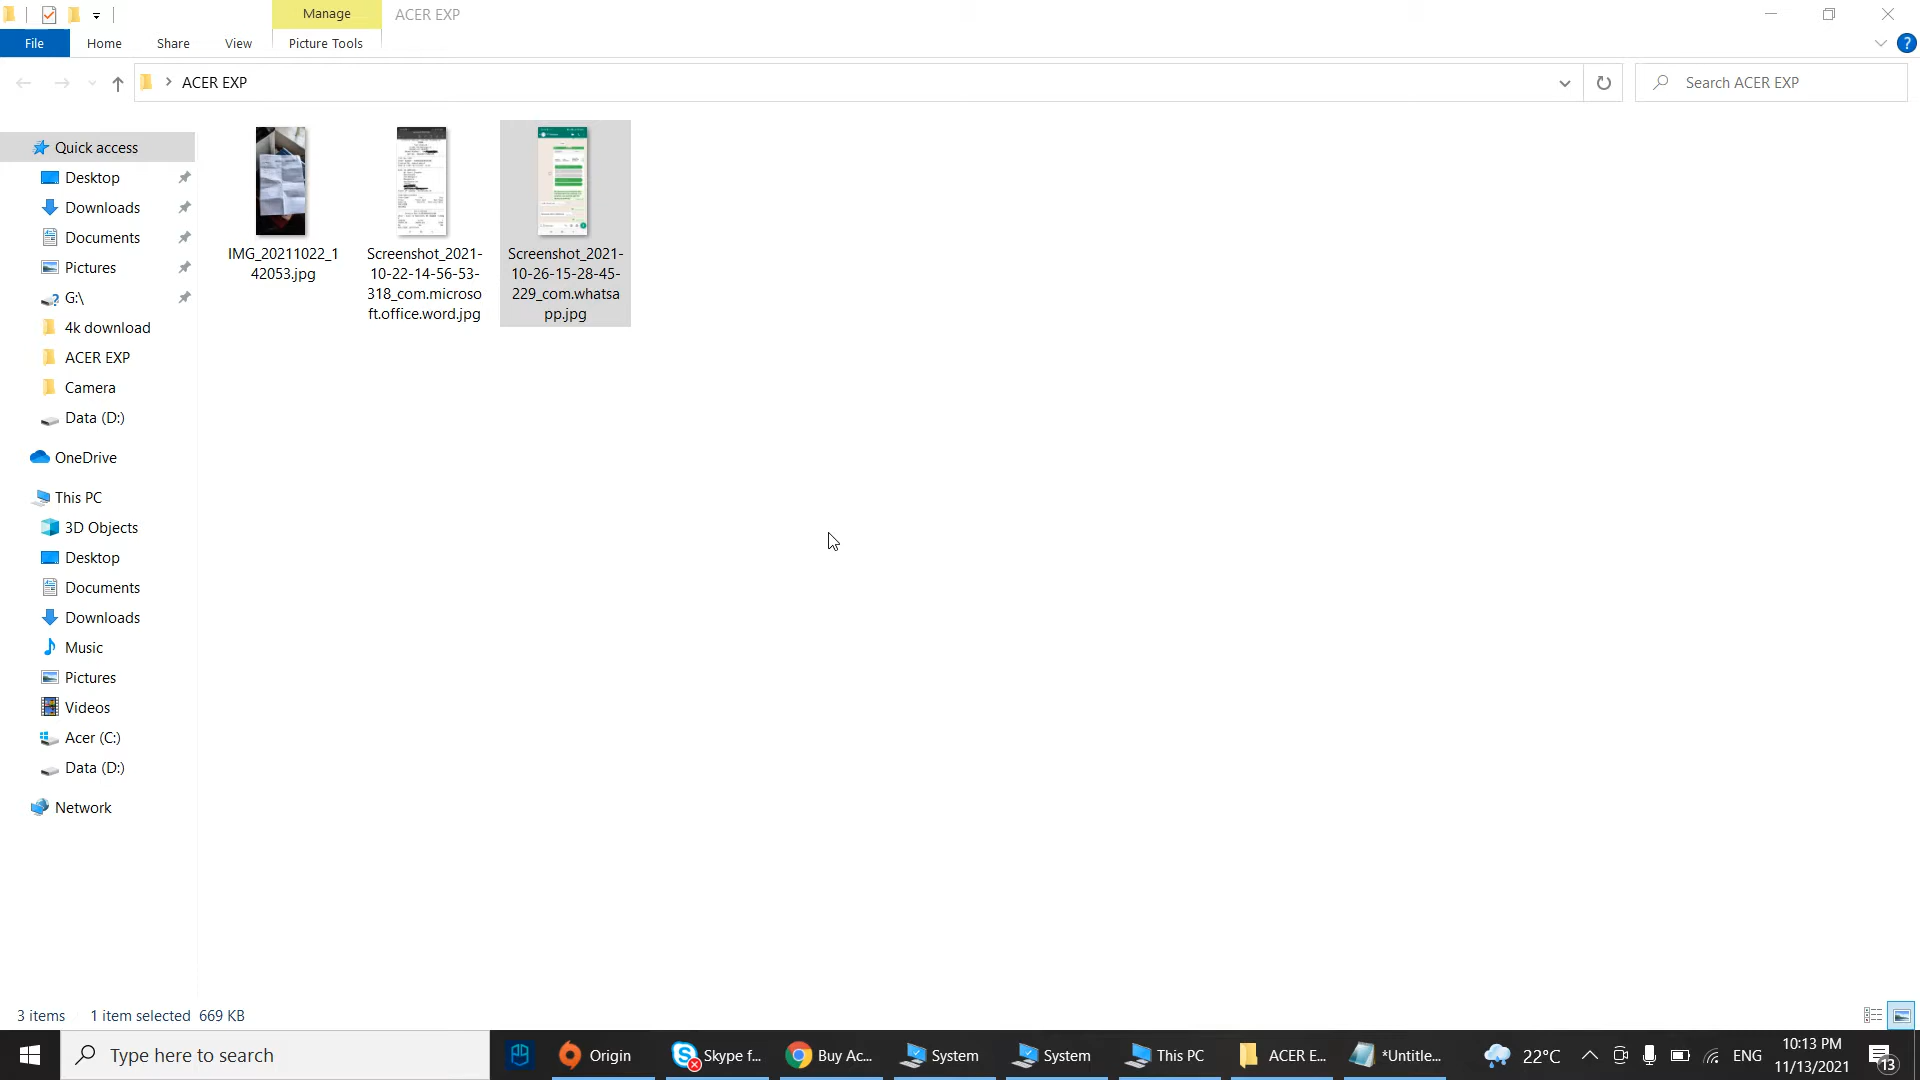 Manage
ACER EXP
File
Home
Share
View
Picture Tools
?
ACER EXP
Search ACER EXP
Quick access
Desktop
Downloads
Documents
Pictures
G:\
4k download
ACER EXP
Camera
Data (D:)
OneDrive
This PC
3D Objects
Desktop
Documents
Downloads
Music
Pictures
Videos
Acer (C:)
Data (D:)
Network
IMG_20211022_1
42053.jpg
Screenshot_2021-
10-22-14-56-53-
318_com.microso
ft.office.word.jpg
Screenshot_2021-
10-26-15-28-45-
229_com.whatsa
pp.jpg
3 items 1 item selected 669 KB
Type here to search
Origin
Skype f...
Buy Ac...
System
System
This PC
ACER E...
*Untitle...
22°C
ENG
10:13 PM
11/13/2021
13